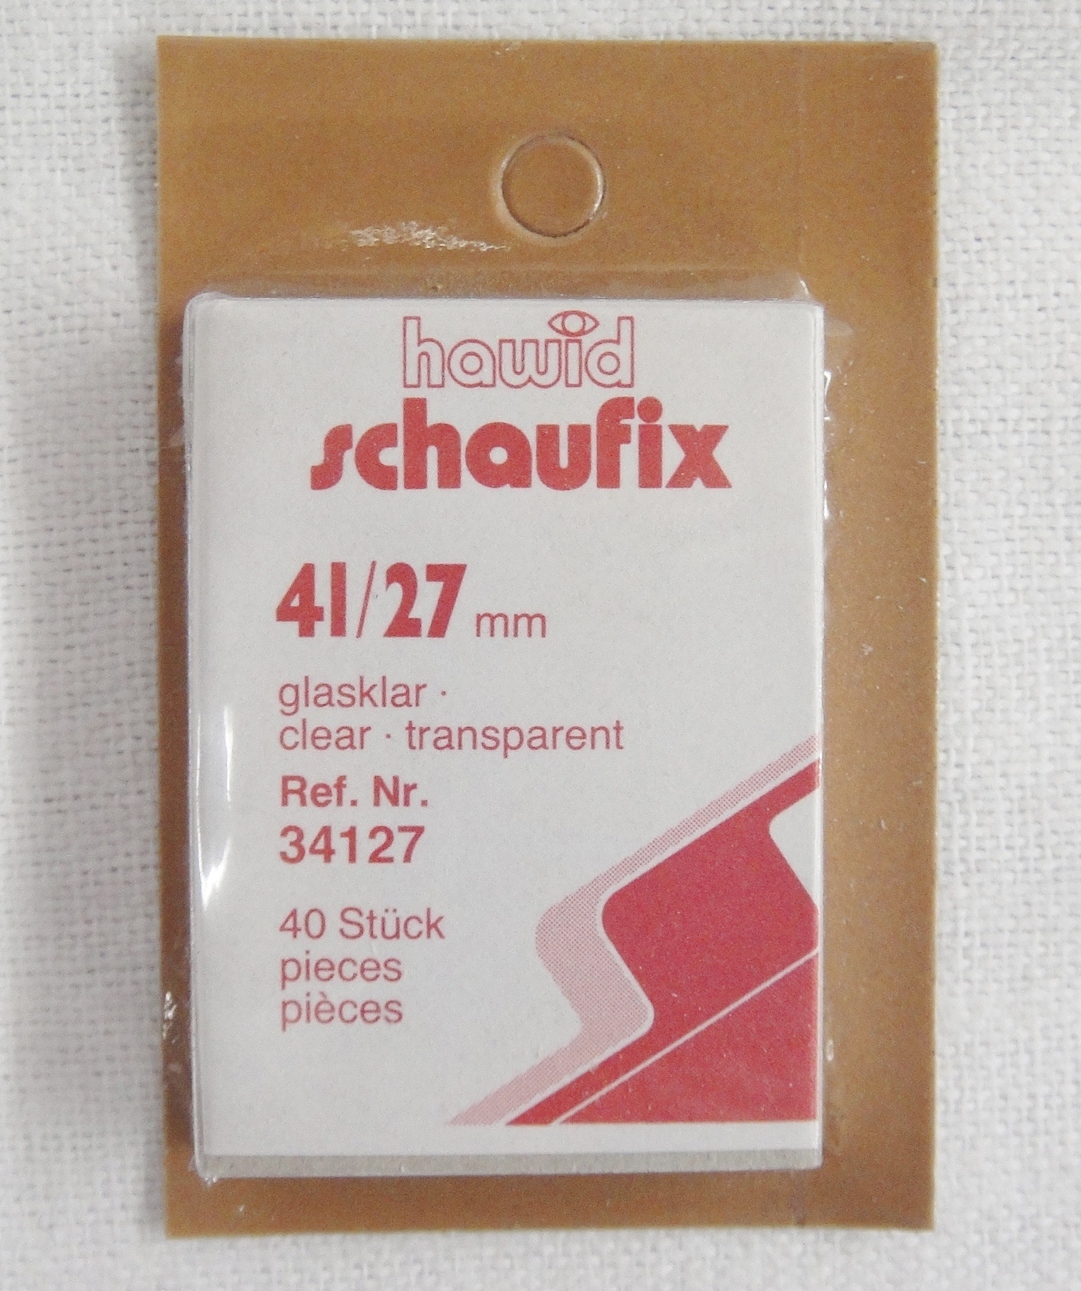 hawid
schaufix
41/27 mm
glasklar ·
clear · transparent
Ref. Nr.
34127
40 Stück
pieces
pièces